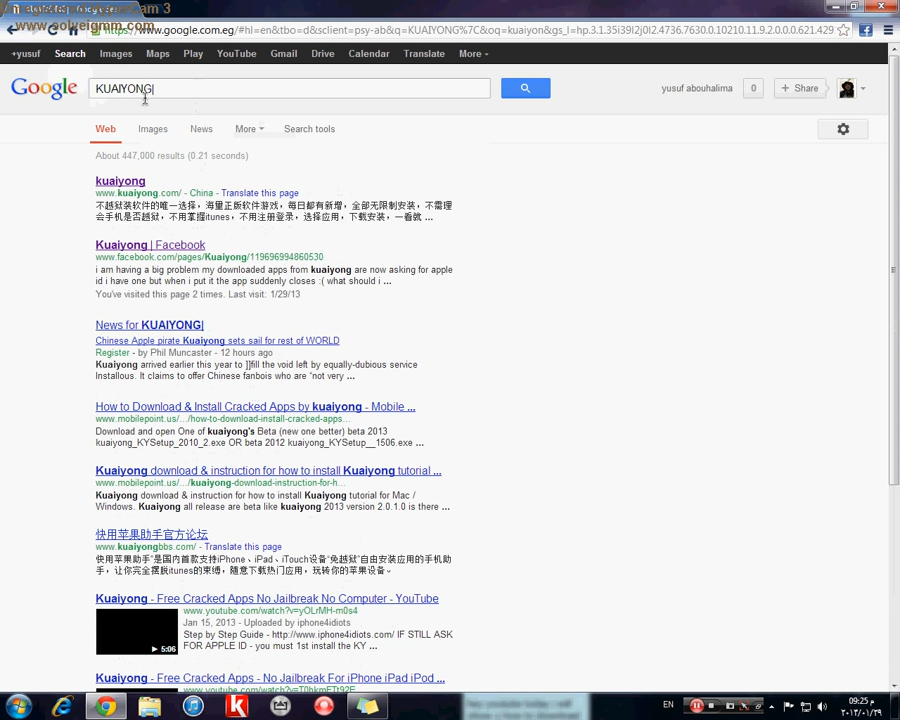 www.solveigmm.com
www.google.com.eg/#hl=en&tbo=d&sclient=psy-ab&q=KUAIYONG%7C&oq=kuaiyon&gs_l=hp.3.1.35i39l2j0l2.4736.7630.0.10210.11.9.2.0.0.0.621.429
+yusuf Search Images Maps Play YouTube Gmail Drive Calendar Translate More
Google KUAIYONG| yusuf abouhalima 0 + Share
Web Images News More Search tools
About 447,000 results (0.21 seconds)
kuaiyong
www.kuaiyong.com/ - China - Translate this page
不越狱装软件的唯一选择，海量正版软件游戏，每日都有新增，全部无限制安装，不需理
会手机是否越狱，不用掌握itunes，不用注册登录，选择应用，下载安装，一看就 ...
Kuaiyong | Facebook
www.facebook.com/pages/Kuaiyong/119696994860530
i am having a big problem my downloaded apps from kuaiyong are now asking for apple
id i have one but when i put it the app suddenly closes :( what should i ...
You've visited this page 2 times. Last visit: 1/29/13
News for KUAIYONG|
Chinese Apple pirate Kuaiyong sets sail for rest of WORLD
Register - by Phil Muncaster - 12 hours ago
Kuaiyong arrived earlier this year to ]]fill the void left by equally-dubious service
Installous. It claims to offer Chinese fanbois who are “not very ...
How to Download & Install Cracked Apps by kuaiyong - Mobile ...
www.mobilepoint.us/.../how-to-download-install-cracked-apps...
Download and open One of kuaiyong's Beta (new one better) beta 2013
kuaiyong_KYSetup_2010_2.exe OR beta 2012 kuaiyong_KYSetup__1506.exe ...
Kuaiyong download & instruction for how to install Kuaiyong tutorial ...
www.mobilepoint.us/.../kuaiyong-download-instruction-for-h...
Kuaiyong download & instruction for how to install Kuaiyong tutorial for Mac /
Windows. Kuaiyong all release are beta like kuaiyong 2013 version 2.0.1.0 is there ...
快用苹果助手官方论坛
www.kuaiyongbbs.com/ - Translate this page
快用苹果助手"是国内首款支持iPhone、iPad、iTouch设备"免越狱"自由安装应用的手机助
手，让你完全摆脱itunes的束缚，随意下载热门应用，玩转你的苹果设备。
Kuaiyong - Free Cracked Apps No Jailbreak No Computer - YouTube
www.youtube.com/watch?v=yOLrMH-m0s4
Jan 15, 2013 - Uploaded by iphone4idiots
Step by Step Guide - http://www.iphone4idiots.com/ IF STILL ASK
FOR APPLE ID - you must 1st install the KY ...
5:06
Kuaiyong - Free Cracked Apps - No Jailbreak For iPhone iPad iPod ...
www.youtube.com/watch?v=T0hkmFTt92E
EN
09:25 م
٢٠١٣/٠١/٢٩